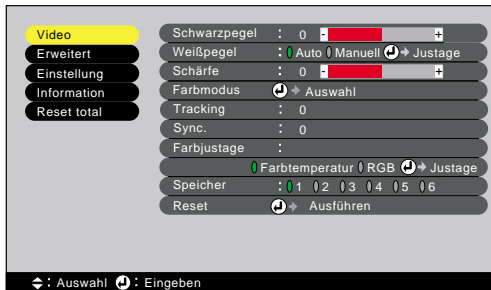 Video
Erweitert
Einstellung
Information
Reset total
Schwarzpegel : 0 - +
Weißpegel : Auto Manuell Justage
Schärfe : 0 - +
Farbmodus Auswahl
Tracking : 0
Sync. : 0
Farbjustage :
Farbtemperatur RGB Justage
Speicher : 1 2 3 4 5 6
Reset Ausführen
: Auswahl : Eingeben